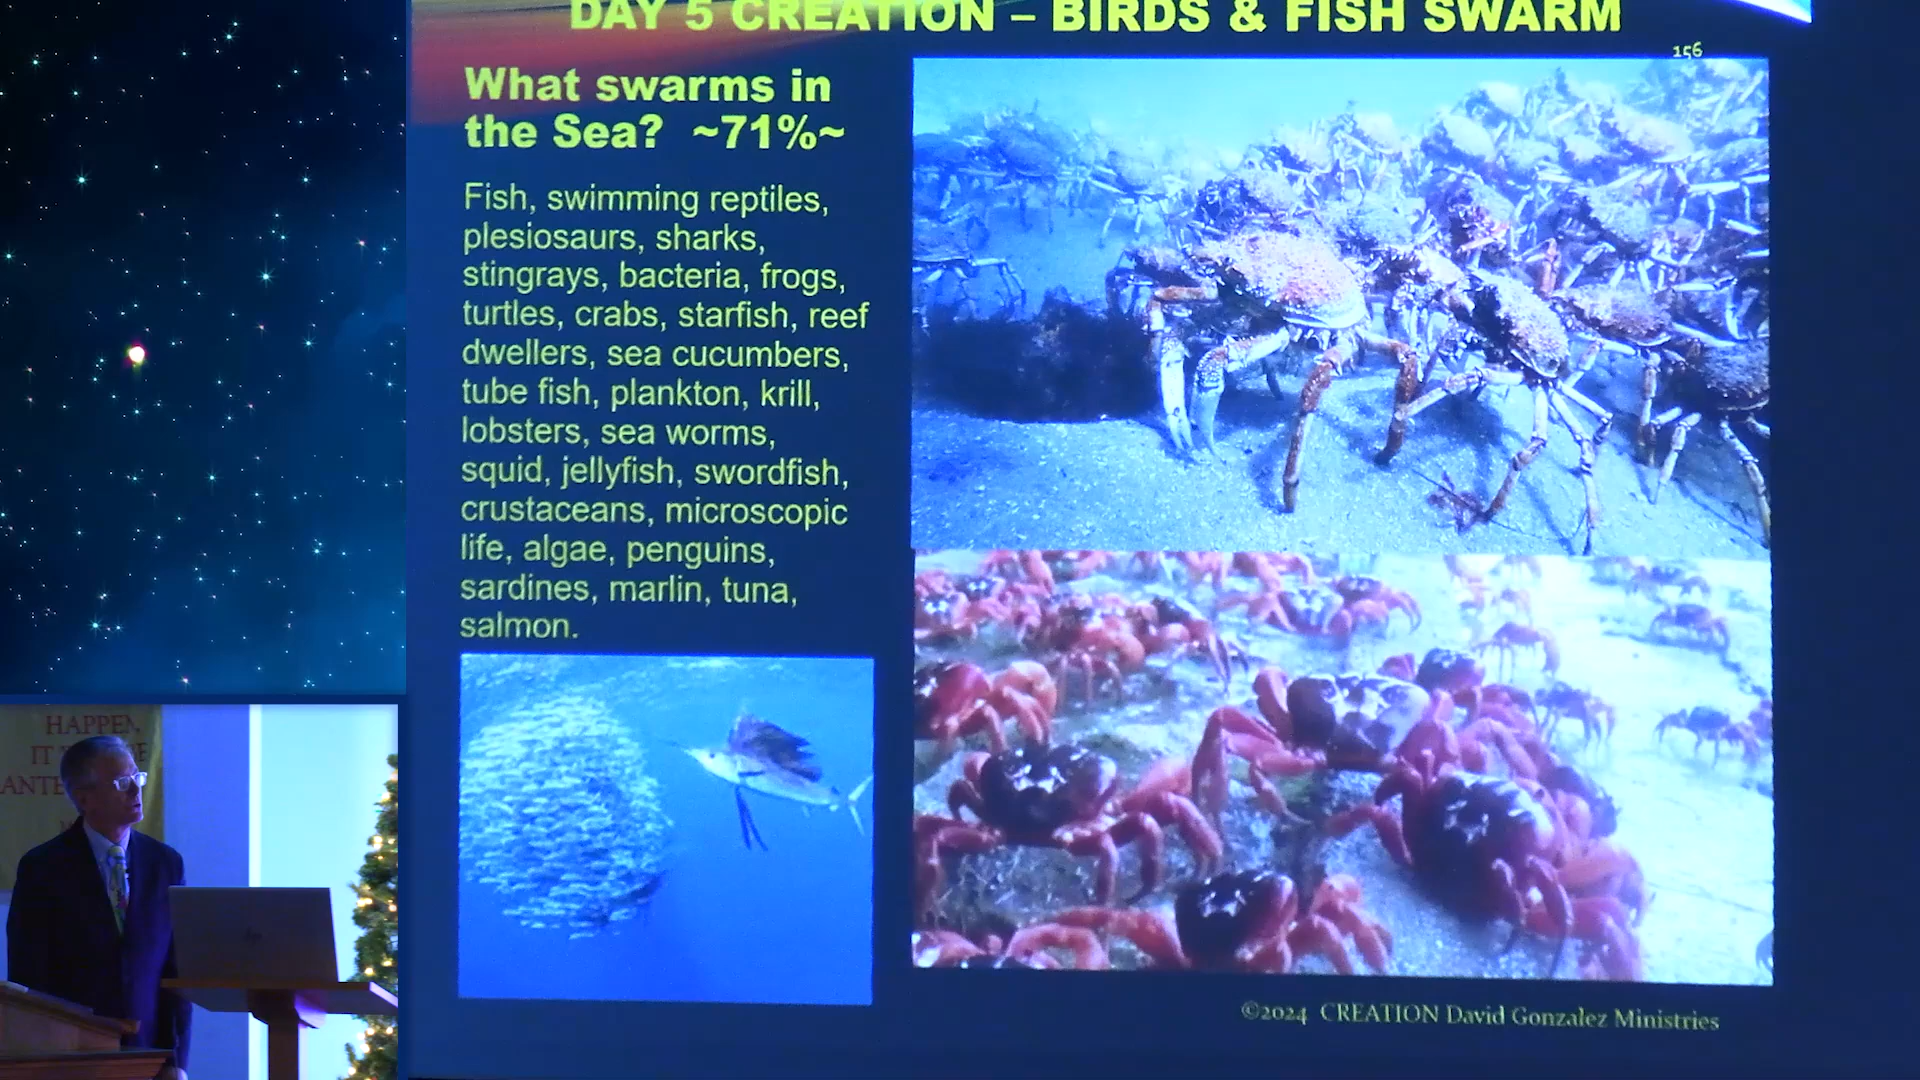 DAY 5 CREATION – BIRDS & FISH SWARM
156
What swarms in
the Sea? ~71%~
Fish, swimming reptiles,
plesiosaurs, sharks,
stingrays, bacteria, frogs,
turtles, crabs, starfish, reef
dwellers, sea cucumbers,
tube fish, plankton, krill,
lobsters, sea worms,
squid, jellyfish, swordfish,
crustaceans, microscopic
life, algae, penguins,
sardines, marlin, tuna,
salmon.
©2024 CREATION David Gonzalez Ministries
HAPPEN,
IT